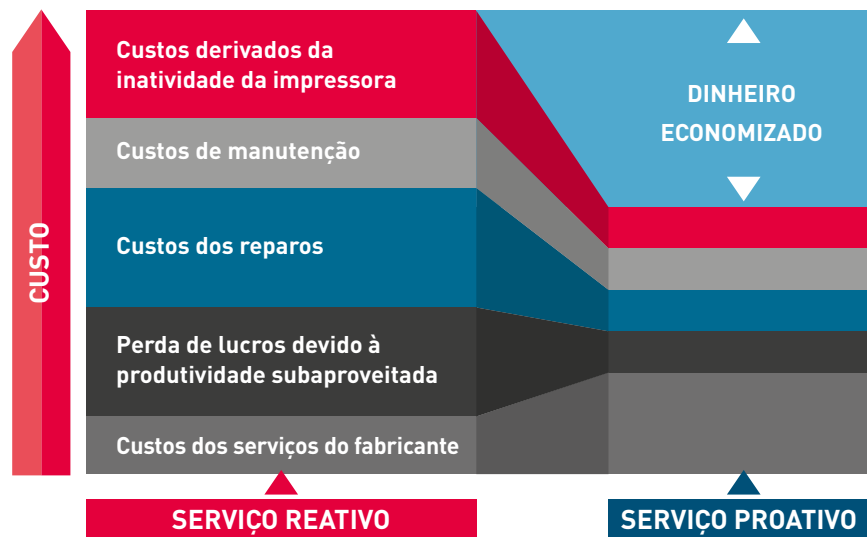 Custos derivados da
inatividade da impressora
Custos de manutenção
Custos dos reparos
Perda de lucros devido à
produtividade subaproveitada
Custos dos serviços do fabricante
DINHEIRO
ECONOMIZADO
CUSTO
SERVIÇO REATIVO
SERVIÇO PROATIVO